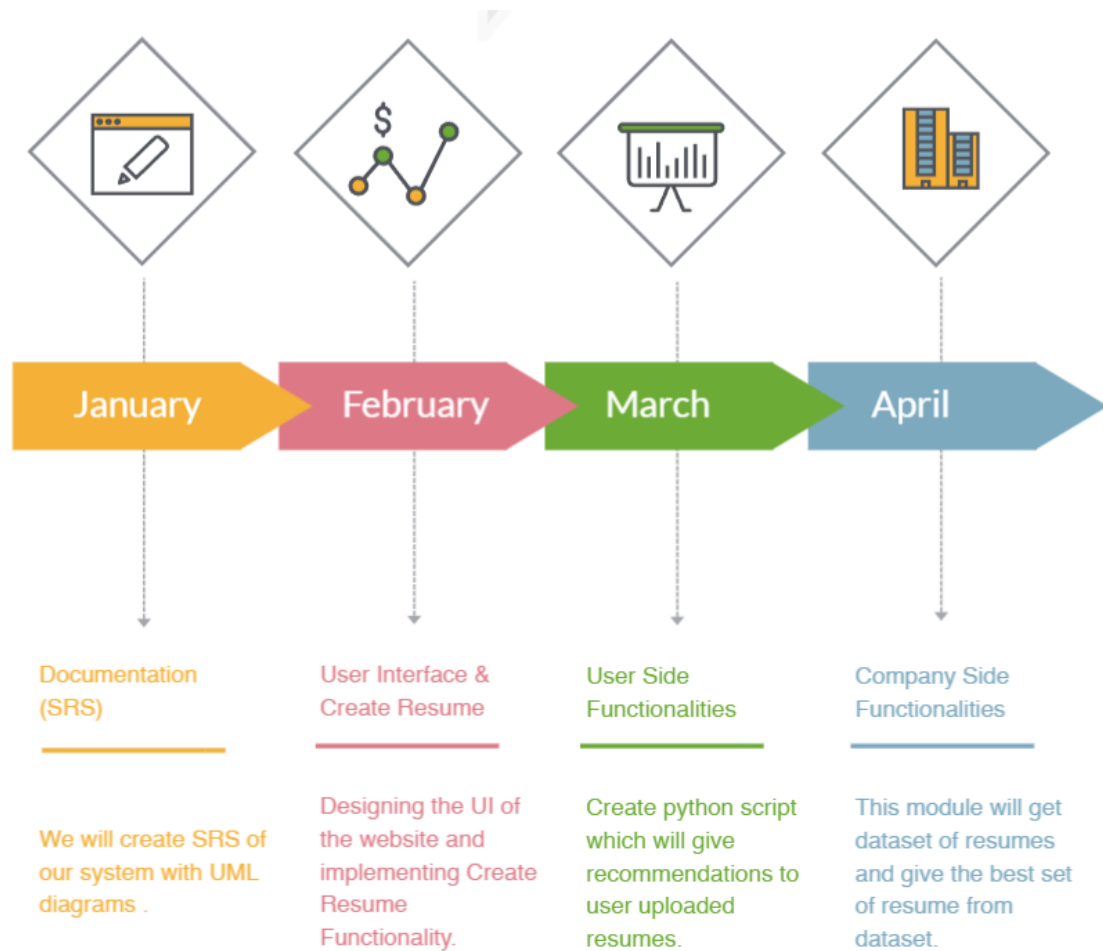 $
January
February
March
April
Documentation
(SRS)
We will create SRS of
our system with UML
diagrams .
User Interface &
Create Resume
Designing the UI of
the website and
implementing Create
Resume
Functionality.
User Side
Functionalities
Create python script
which will give
recommendations to
user uploaded
resumes.
Company Side
Functionalities
This module will get
dataset of resumes
and give the best set
of resume from
dataset.